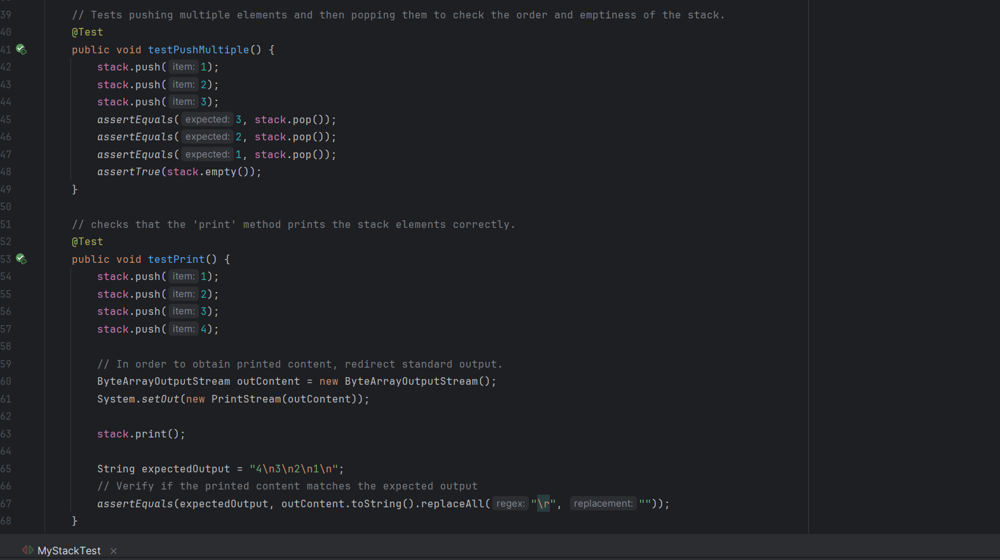 39 // Tests pushing multiple elements and then popping them to check the order and emptiness of the stack.
40 @Test
41 public void testPushMultiple() {
42 stack.push( item: 1);
43 stack.push( item: 2);
44 stack.push( item: 3);
45 assertEquals( expected: 3, stack.pop());
46 assertEquals( expected: 2, stack.pop());
47 assertEquals( expected: 1, stack.pop());
48 assertTrue(stack.empty());
49 }
50
51 // checks that the 'print' method prints the stack elements correctly.
52 @Test
53 public void testPrint() {
54 stack.push( item: 1);
55 stack.push( item: 2);
56 stack.push( item: 3);
57 stack.push( item: 4);
58
59 // In order to obtain printed content, redirect standard output.
60 ByteArrayOutputStream outContent = new ByteArrayOutputStream();
61 System.setOut(new PrintStream(outContent));
62
63 stack.print();
64
65 String expectedOutput = "4\n3\n2\n1\n";
66 // Verify if the printed content matches the expected output
67 assertEquals(expectedOutput, outContent.toString().replaceAll( regex: "\r", replacement: ""));
68 }
MyStackTest ×